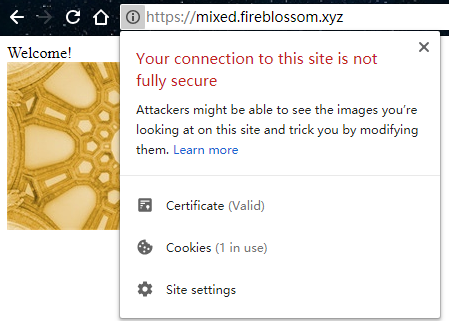 https://mixed.fireblossom.xyz
Welcome!
Your connection to this site is not
fully secure
Attackers might be able to see the images you’re
looking at on this site and trick you by modifying
them. Learn more
Certificate (Valid)
Cookies (1 in use)
Site settings